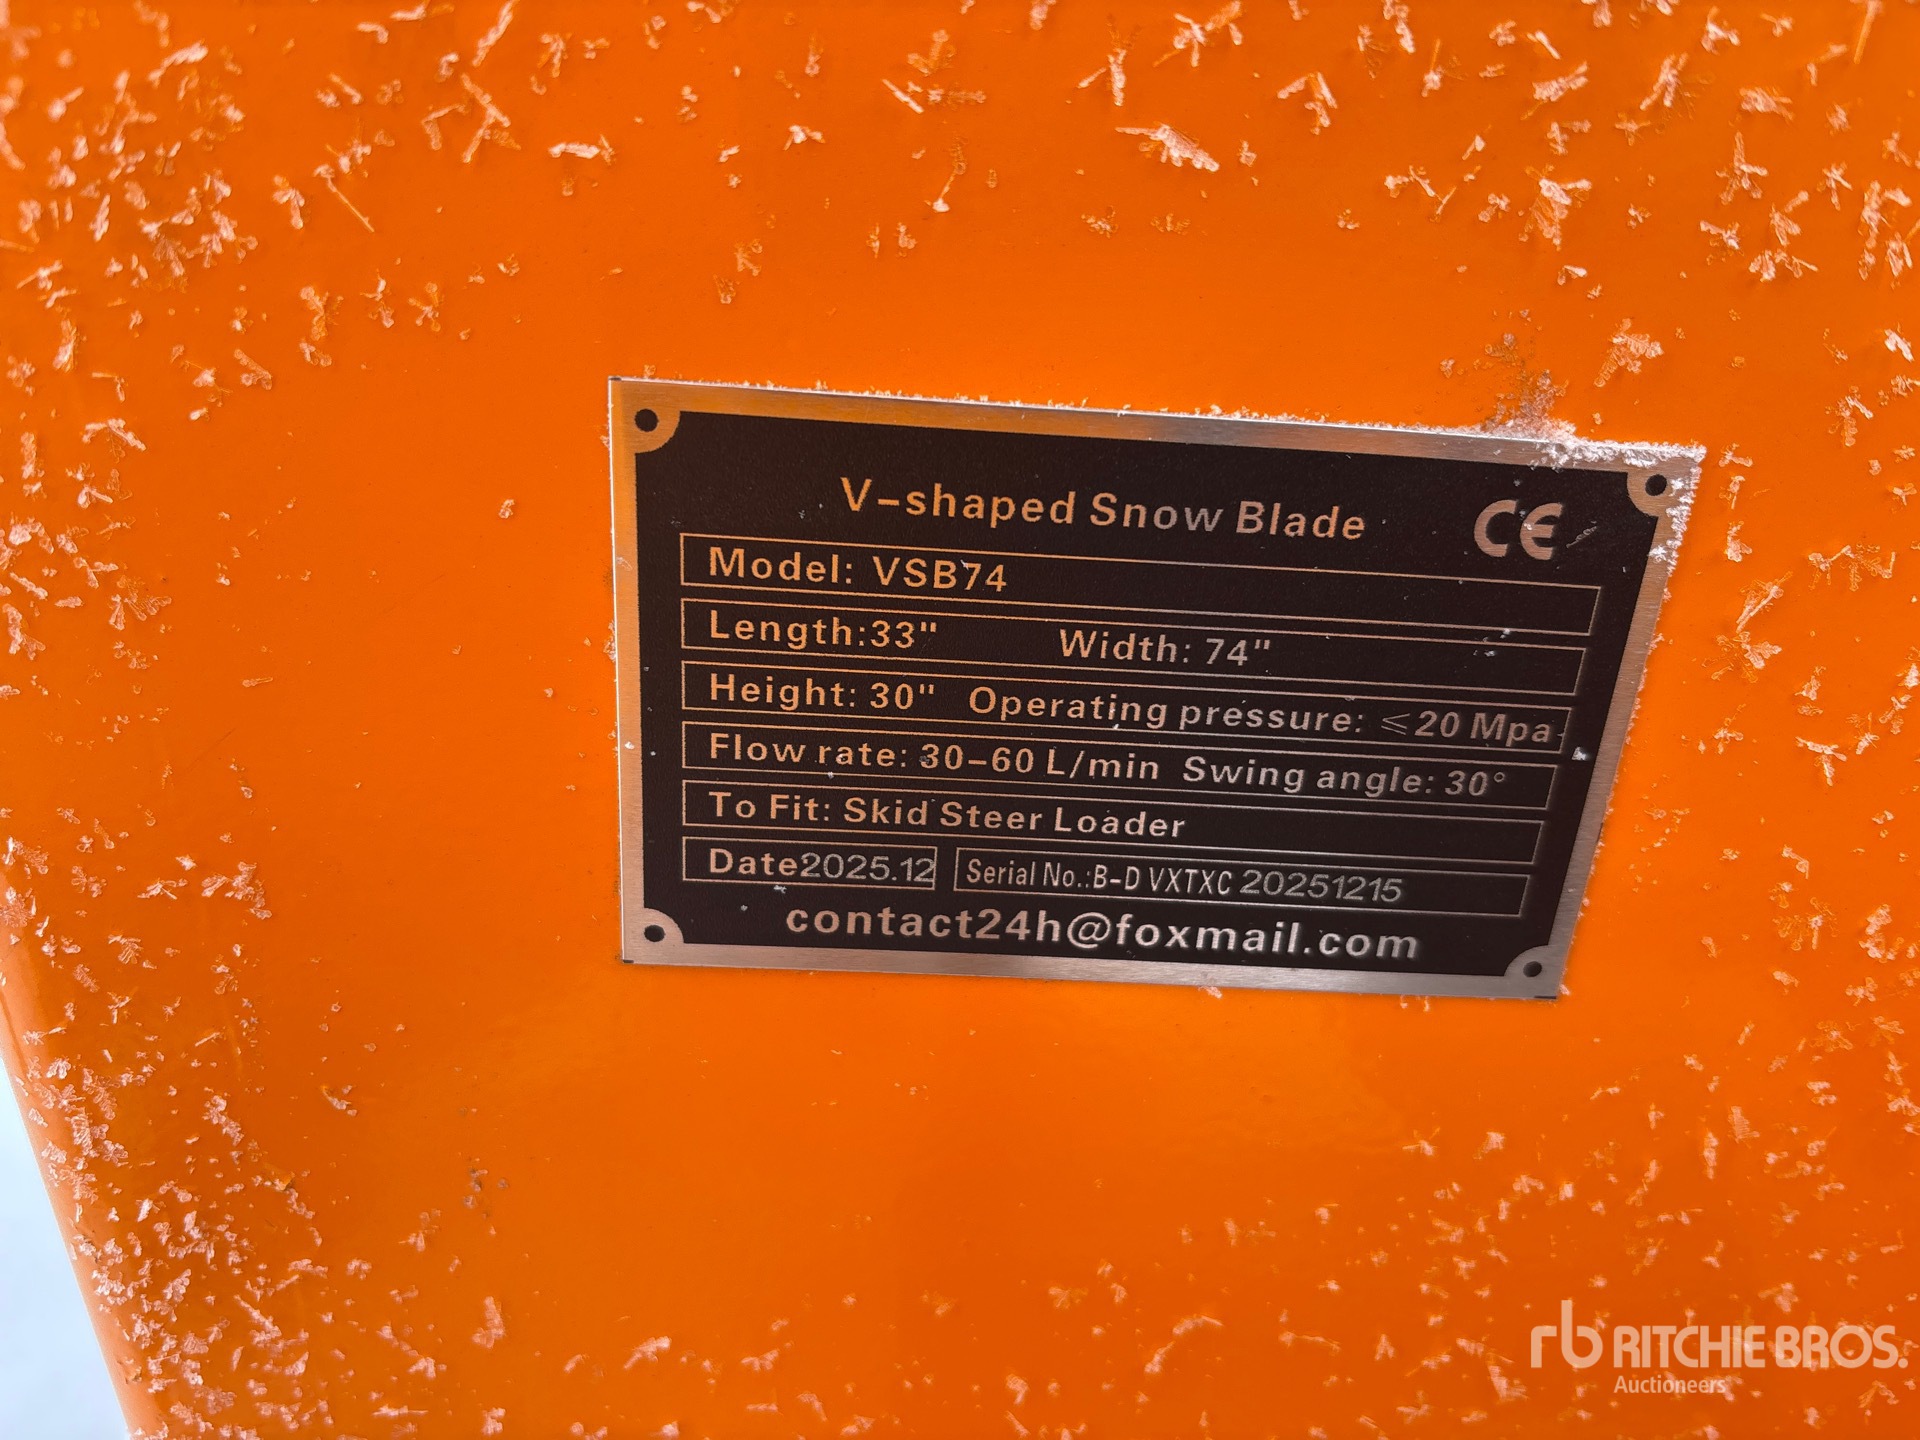 V-shaped Snow Blade
CE
Model: VSB74
Length:33" Width: 74"
Height: 30" Operating pressure: ≤20 Mpa
Flow rate: 30-60 L/min Swing angle: 30°
To Fit: Skid Steer Loader
Date2025.12 Serial No.:B-D VXTXC 20251215
contact24h@foxmail.com
rb RITCHIE BROS.
Auctioneers